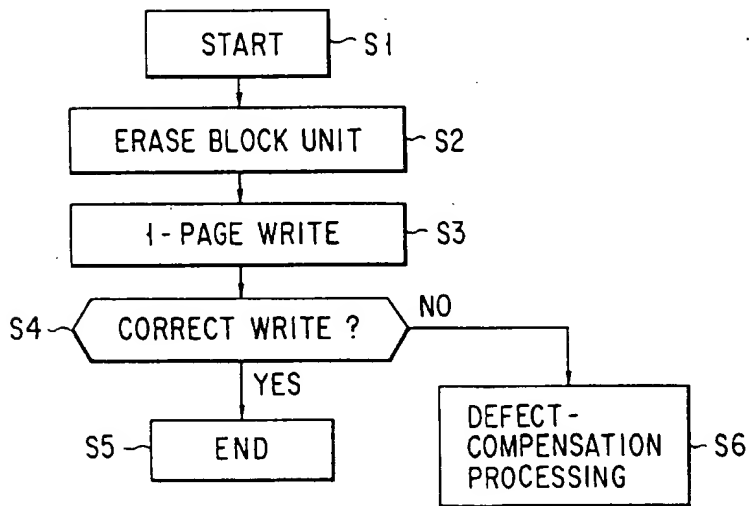 START S1
ERASE BLOCK UNIT S2
1-PAGE WRITE S3
S4 CORRECT WRITE ? NO
YES
S5 END
DEFECT-
COMPENSATION
PROCESSING S6